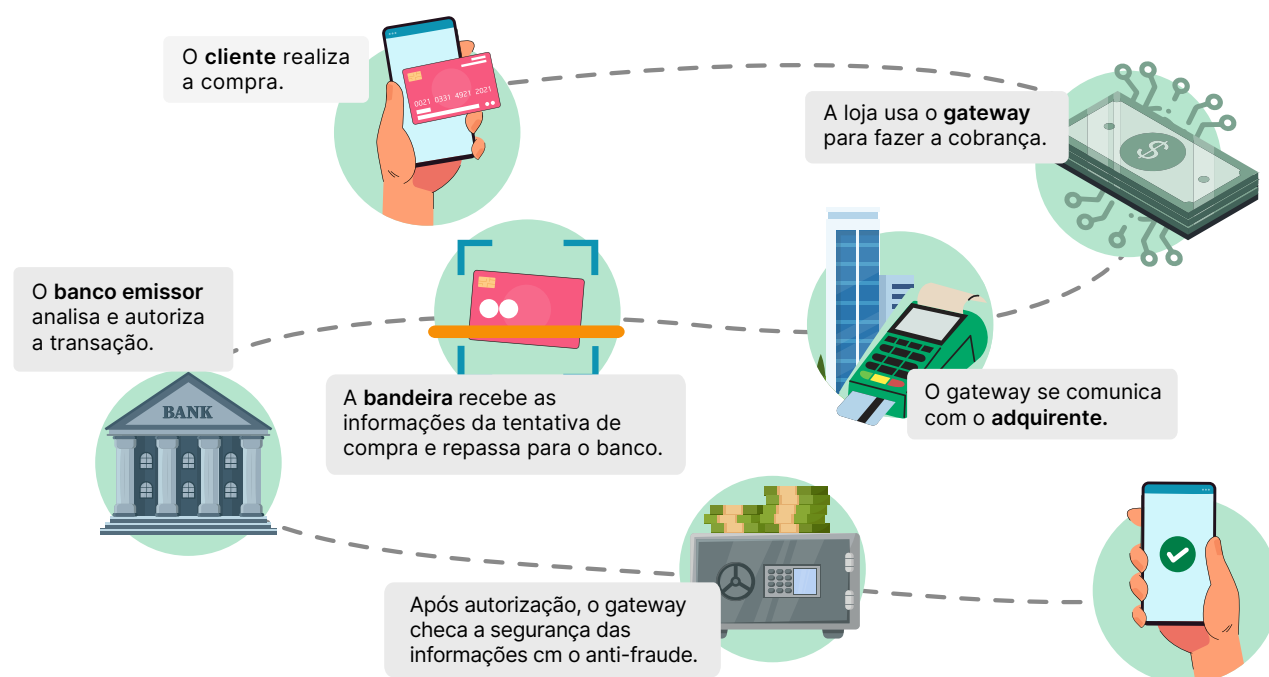 O cliente realiza
a compra.
0021 0331 4921 2021
A loja usa o gateway
para fazer a cobrança.
$
O gateway se comunica
com o adquirente.
A bandeira recebe as
informações da tentativa de
compra e repassa para o banco.
O banco emissor
analisa e autoriza
a transação.
BANK
Após autorização, o gateway
checa a segurança das
informações cm o anti-fraude.